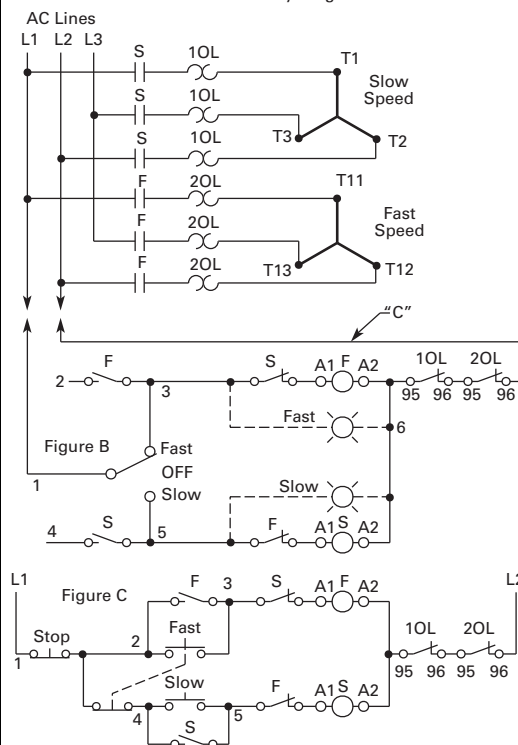 AC Lines
L1 L2 L3
S 1OL T1
Slow
Speed
S 1OL
T3 T2
S 1OL
F 2OL T11
Fast
Speed
F 2OL
T13 T12
F 2OL
"C"
2 F 3 S A1 F A2 1OL 2OL
95 96 95 96
Fast 6
Figure B Fast
OFF
1
Slow Slow
4 S 5 F A1 S A2
L1 Figure C F 3 S A1 F A2 L2
Stop 2 Fast 1OL 2OL
1 95 96 95 96
Slow
4 5 F A1 S A2
S